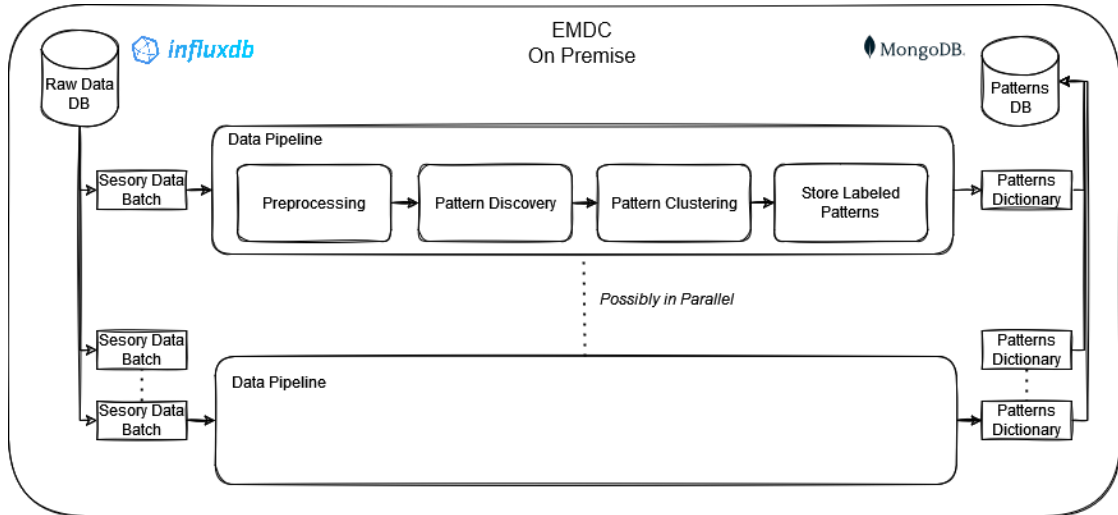 EMDC
On Premise
influxdb
MongoDB.
Raw Data
DB
Patterns
DB
Data Pipeline
Sesory Data
Batch
Preprocessing
Pattern Discovery
Pattern Clustering
Store Labeled
Patterns
Patterns
Dictionary
Possibly in Parallel
Sesory Data
Batch
Patterns
Dictionary
Data Pipeline
Sesory Data
Batch
Patterns
Dictionary